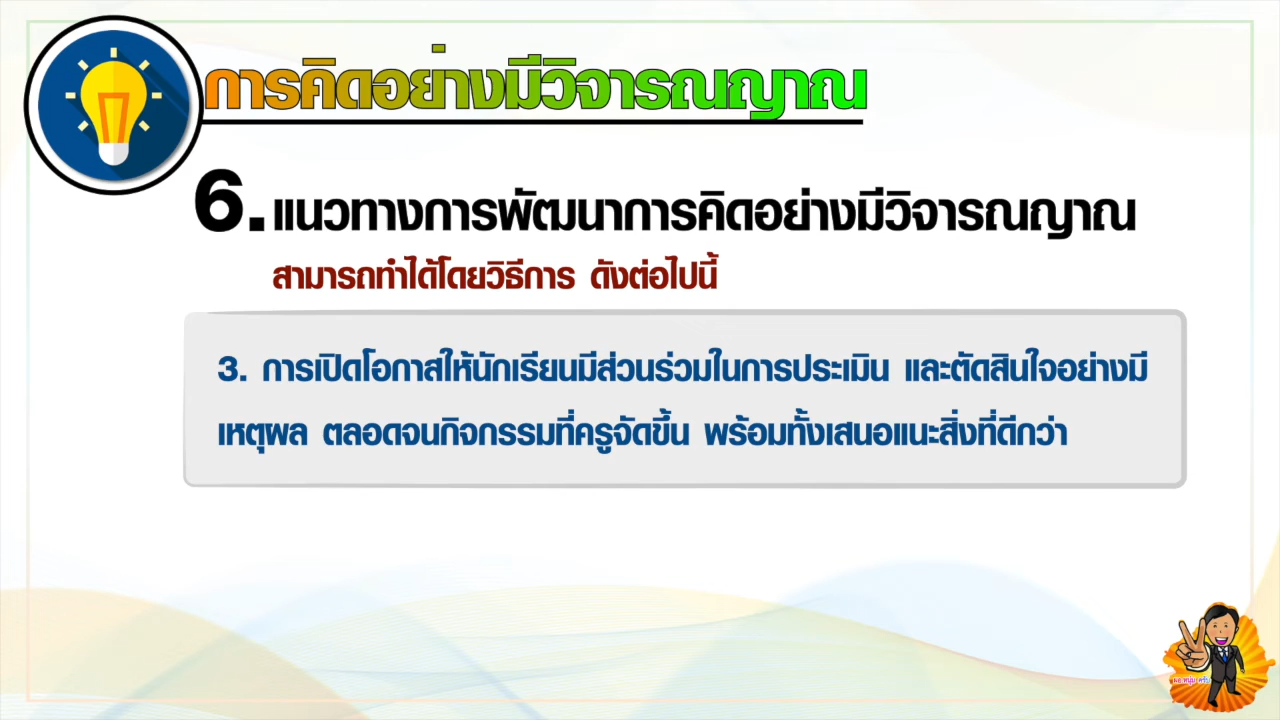 การคิดอย่างมีวิจารณญาณ
6. แนวทางการพัฒนาการคิดอย่างมีวิจารณญาณ
สามารถทำได้โดยวิธีการ ดังต่อไปนี้
3. การเปิดโอกาสให้นักเรียนมีส่วนร่วมในการประเมิน และตัดสินใจอย่างมี
เหตุผล ตลอดจนกิจกรรมที่ครูจัดขึ้น พร้อมทั้งเสนอแนะสิ่งที่ดีกว่า